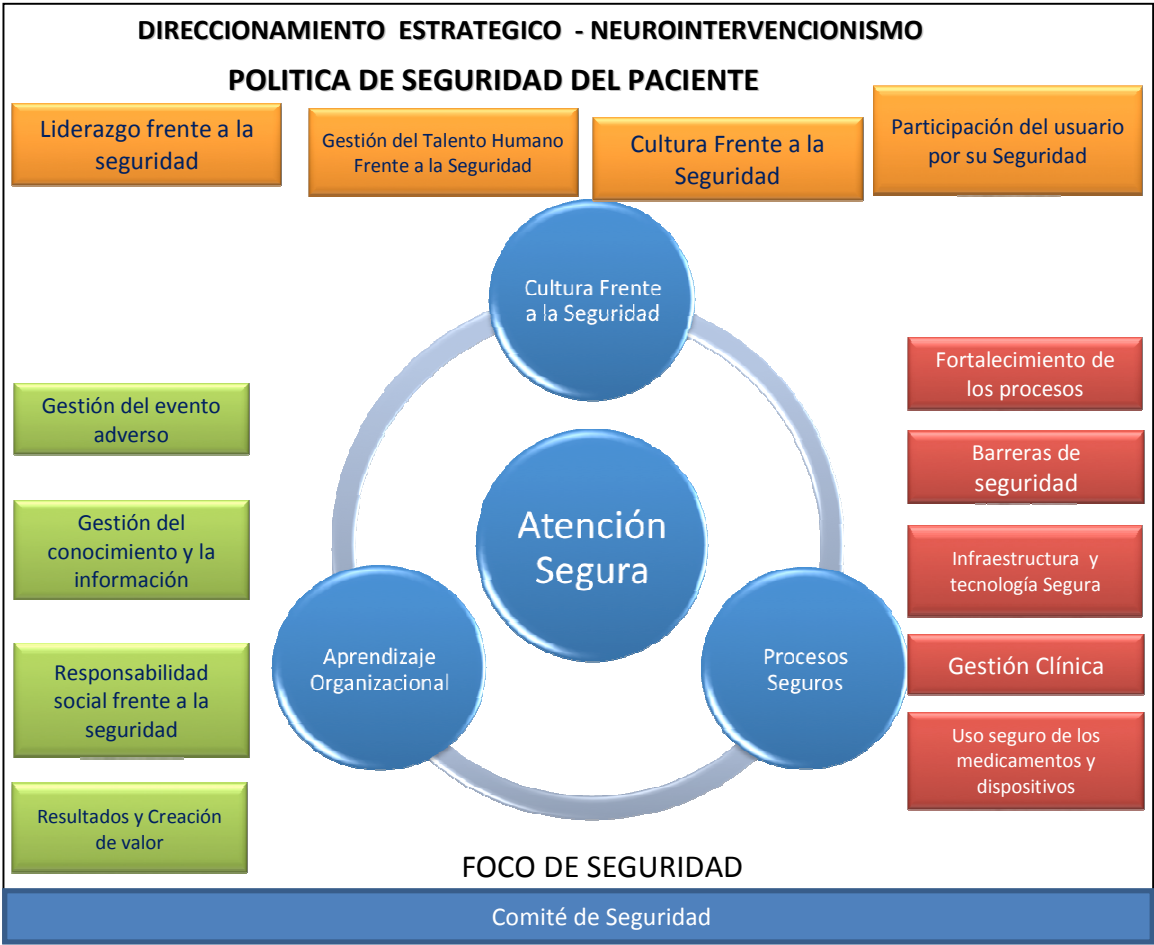 DIRECCIONAMIENTO ESTRATEGICO - NEUROINTERVENCIONISMO
POLITICA DE SEGURIDAD DEL PACIENTE
Liderazgo frente a la
seguridad
Gestión del Talento Humano
Frente a la Seguridad
Cultura Frente a la
Seguridad
Participación del usuario
por su Seguridad
Cultura Frente
a la Seguridad
Gestión del evento
adverso
Gestión del
conocimiento y la
información
Responsabilidad
social frente a la
seguridad
Resultados y Creación
de valor
Atención
Segura
Aprendizaje
Organizacional
Procesos
Seguros
Fortalecimiento de
los procesos
Barreras de
seguridad
Infraestructura y
tecnología Segura
Gestión Clínica
Uso seguro de los
medicamentos y
dispositivos
FOCO DE SEGURIDAD
Comité de Seguridad